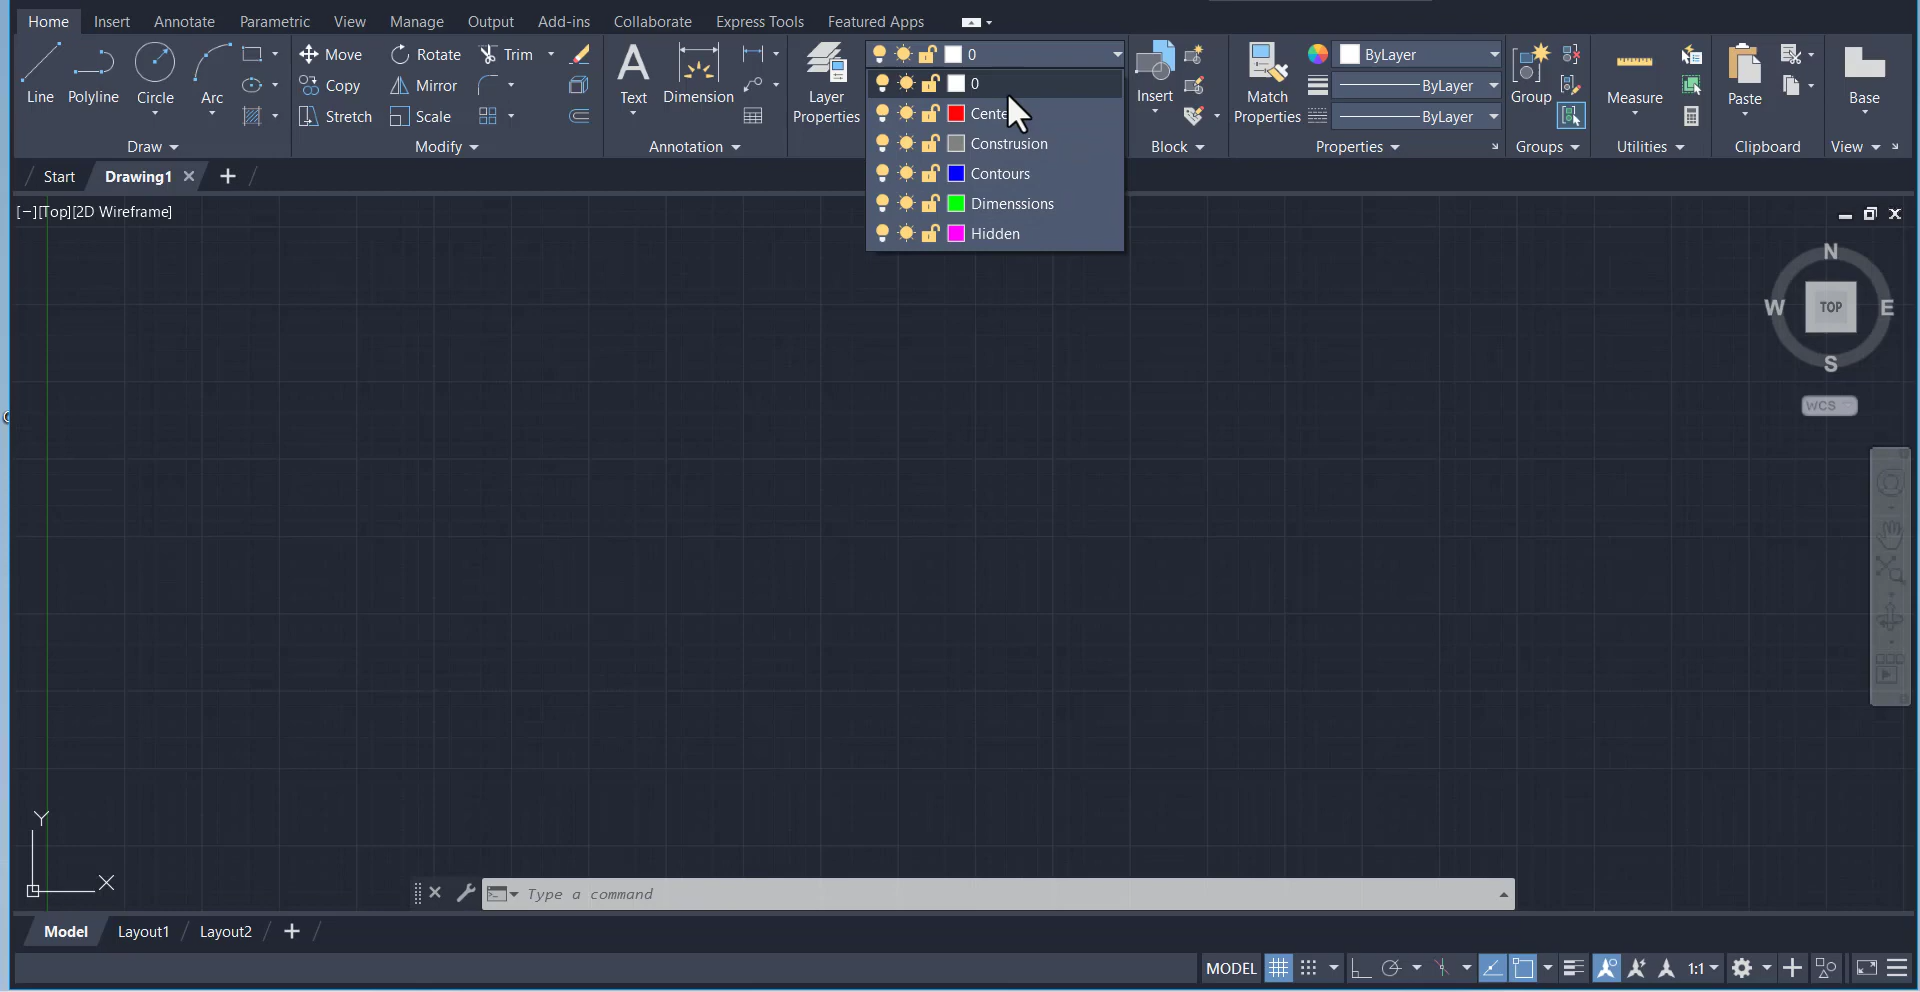 Home Insert Annotate Parametric View Manage Output Add-ins Collaborate Express Tools Featured Apps
Move Rotate Trim 0 ByLayer
Copy Mirror 0 ByLayer
Line Polyline Circle Arc Text Dimension Layer Insert Match Group Measure Paste Base
Stretch Scale Properties Properties ByLayer
Construsion
Draw Modify Annotation Block Properties Groups Utilities Clipboard View
Start Drawing1 Contours
Dimenssions
[−][Top][2D Wireframe]
Hidden
N
W TOP E
S
WCS
Y
X
Type a command
Model Layout1 Layout2
MODEL 1:1